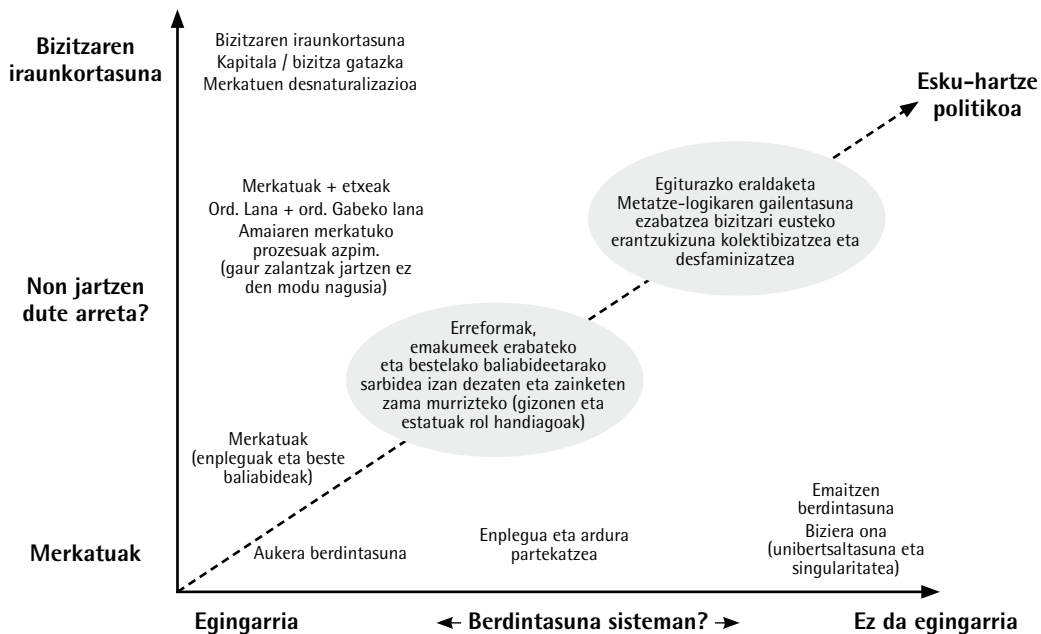 Bizitzaren
iraunkortasuna
Bizitzaren iraunkortasuna
Kapitala / bizitza gatazka
Merkatuen desnaturalizazioa
Esku-hartze
politikoa
Egiturazko eraldaketa
Metatze-logikaren gailentasuna
ezabatzea bizitzari eusteko
erantzukizuna kolektibizatzea eta
desfaminizatzea
Merkatuak + etxeak
Ord. Lana + ord. Gabeko lana
Amaiaren merkatuko
prozesuak azpim.
(gaur zalantzak jartzen ez
den modu nagusia)
Non jartzen
dute arreta?
Erreformak,
emakumeek erabateko
eta bestelako baliabideetarako
sarbidea izan dezaten eta zainketen
zama murrizteko (gizonen eta
estatuak rol handiagoak)
Merkatuak
(enpleguak eta beste
baliabideak)
Merkatuak
Aukera berdintasuna
Enplegua eta ardura
partekatzea
Emaitzen
berdintasuna
Biziera ona
(unibertsaltasuna eta
singularitatea)
Egingarria
Berdintasuna sisteman?
Ez da egingarria